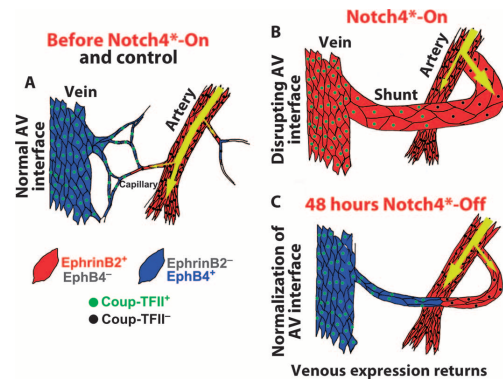 Before Notch4*-On
and control
A
Vein
Artery
Normal AV
interface
Capillary
EphrinB2+
EphB4–
EphrinB2–
EphB4+
Coup-TFII+
Coup-TFII–
Notch4*-On
B
Vein
Artery
Shunt
Disrupting AV
interface
C
48 hours Notch4*-Off
Normalization of
AV interface
Venous expression returns